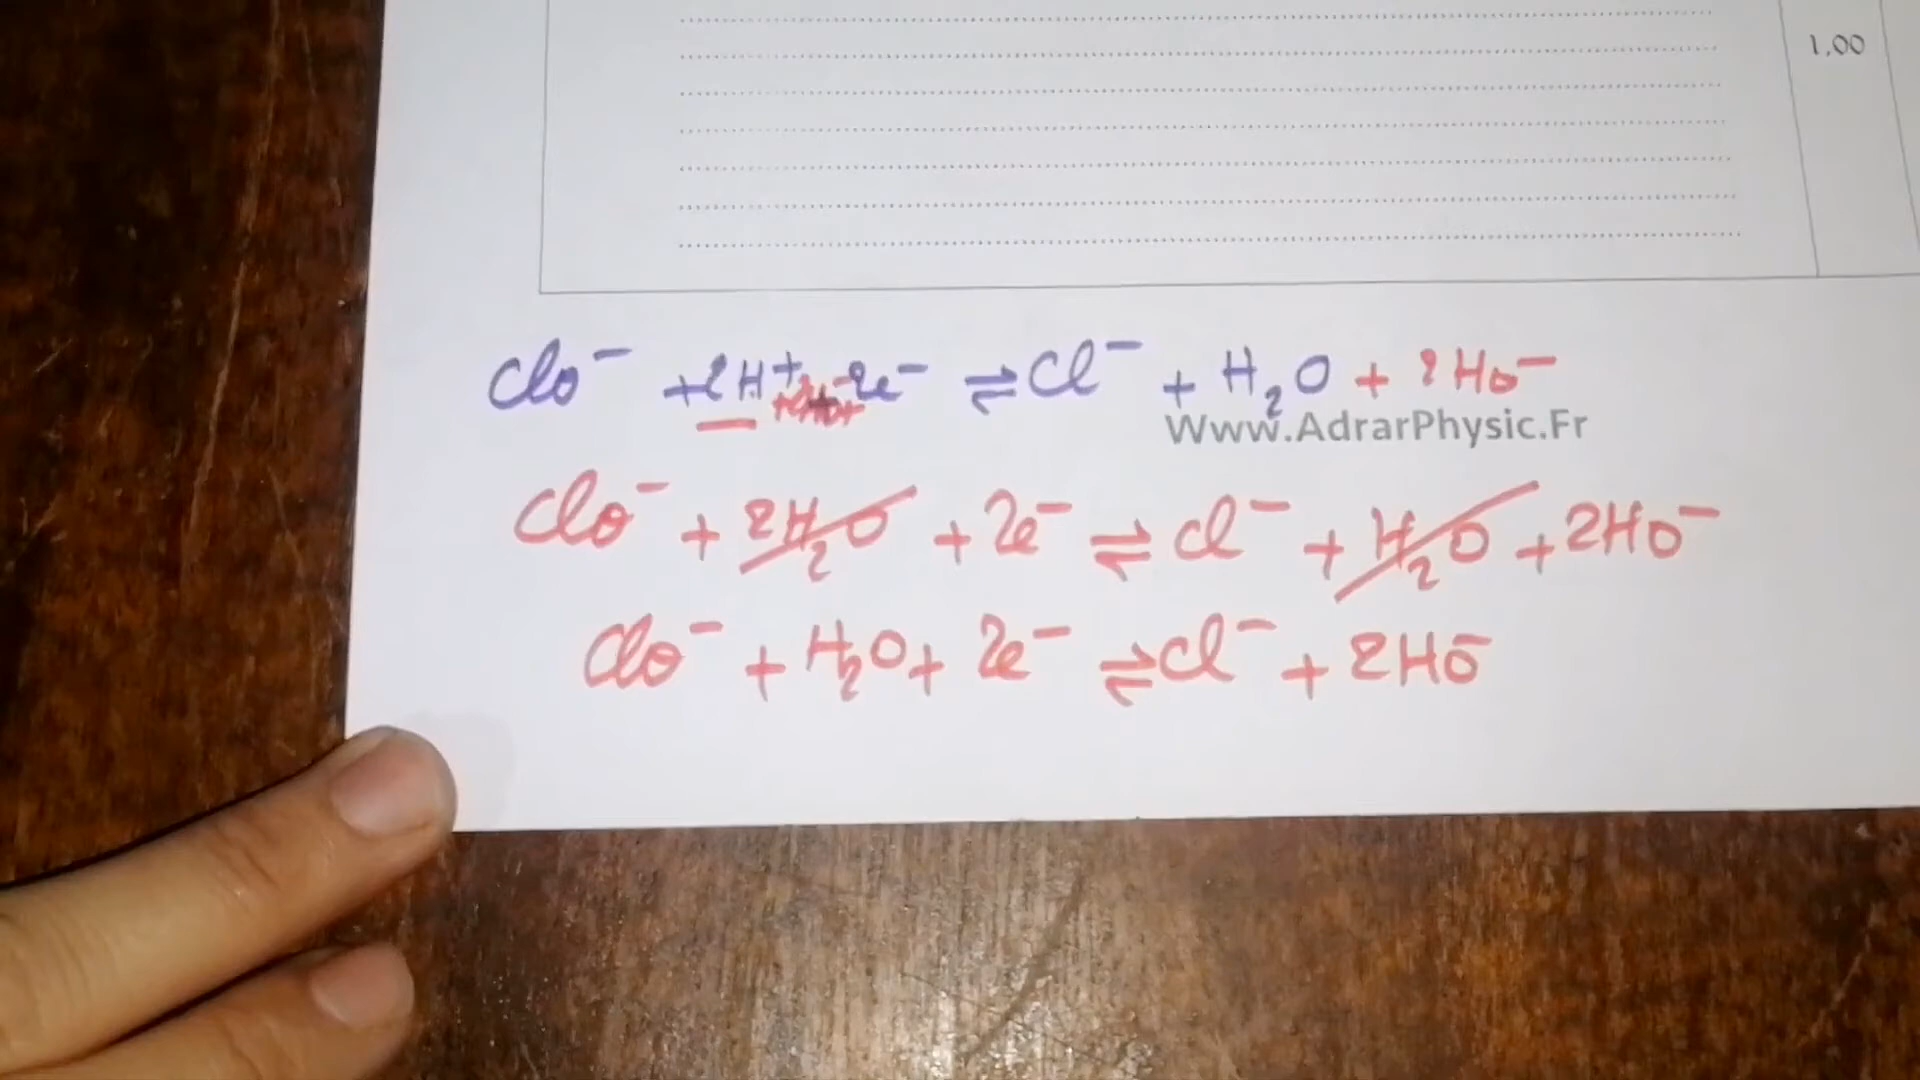 1,00
Clo⁻ + 2H⁺ + 2e⁻ ⇌ Cl⁻ + H₂O + 2HO⁻
Www.AdrarPhysic.Fr
Clo⁻ + 2H₂O + 2e⁻ ⇌ Cl⁻ + H₂O + 2HO⁻
Clo⁻ + H₂O + 2e⁻ ⇌ Cl⁻ + 2HO⁻